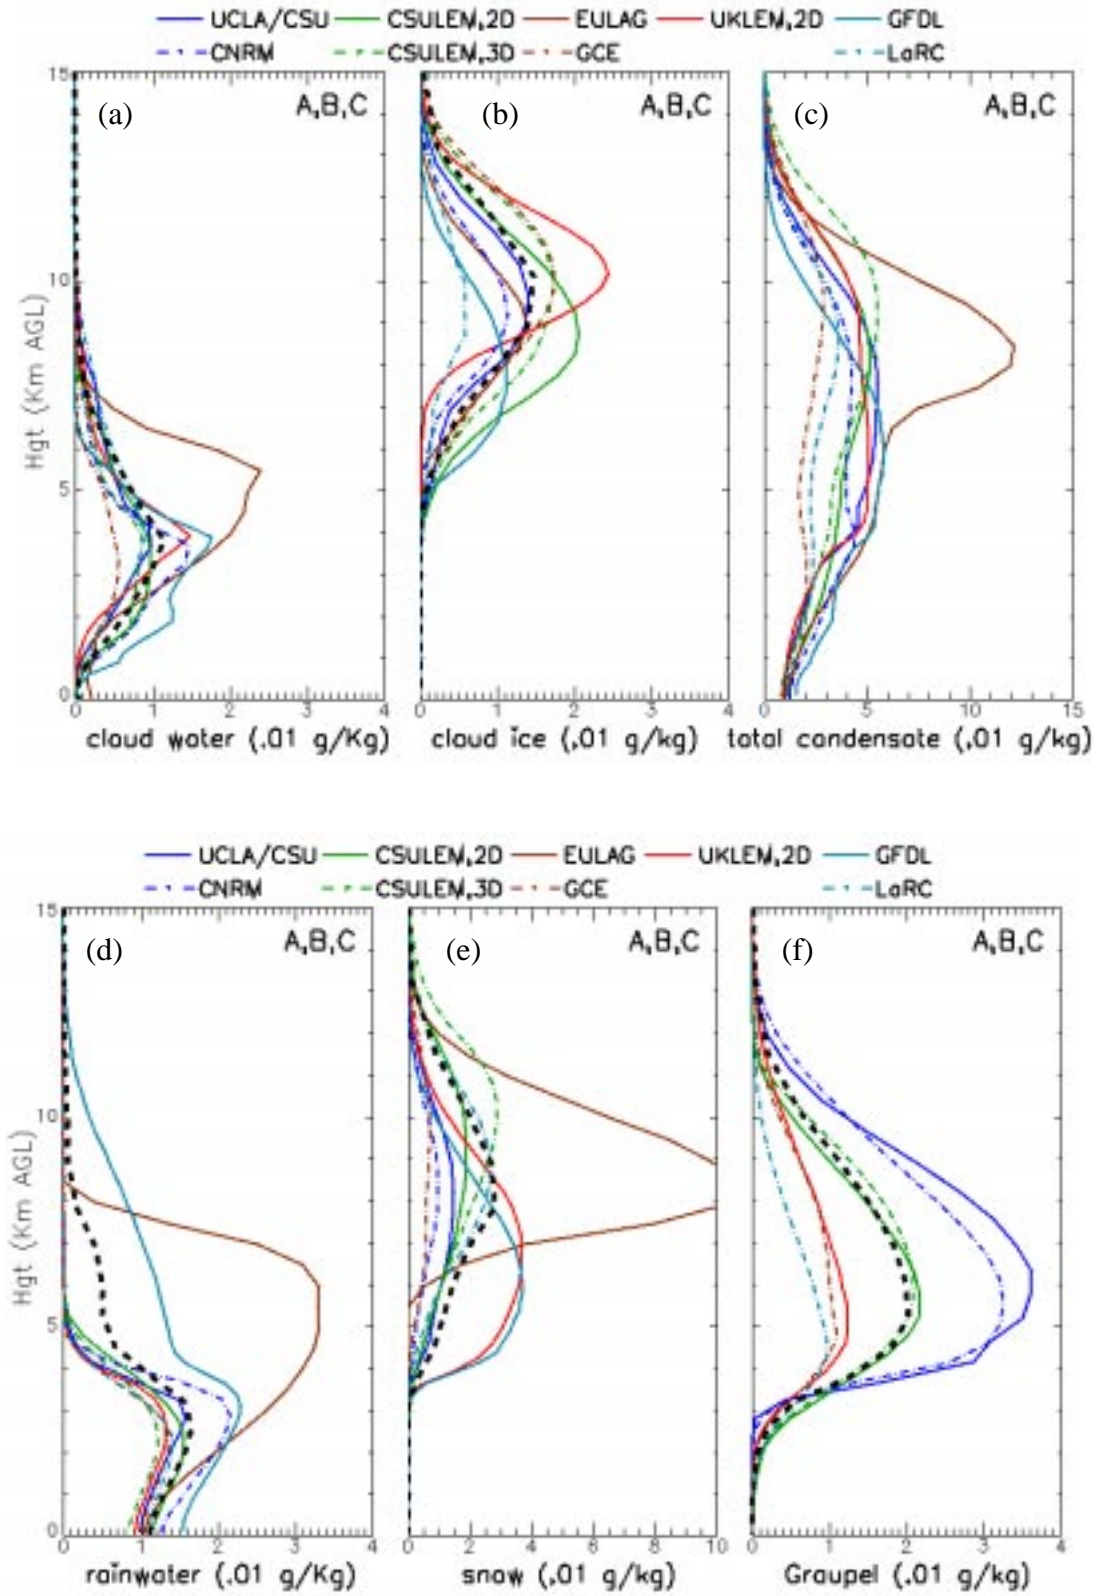 UCLA/CSU CSULEM,2D EULAG UKLEM,2D GFDL
CNRM CSULEM,3D GCE LaRC
15 (a) A,B,C (b) A,B,C (c) A,B,C
10
Hgt (Km AGL)
5
0
0 1 2 3 4 0 1 2 3 4 0 5 10 15
cloud water (.01 g/Kg) cloud ice (,01 g/kg) total condensate (,01 g/kg)
UCLA/CSU CSULEM,2D EULAG UKLEM,2D GFDL
CNRM CSULEM,3D GCE LaRC
15 (d) A,B,C (e) A,B,C (f) A,B,C
10
Hgt (Km AGL)
5
0
0 1 2 3 4 0 2 4 6 8 10 0 1 2 3 4
rainwater (.01 g/Kg) snow (,01 g/kg) Graupel (,01 g/kg)